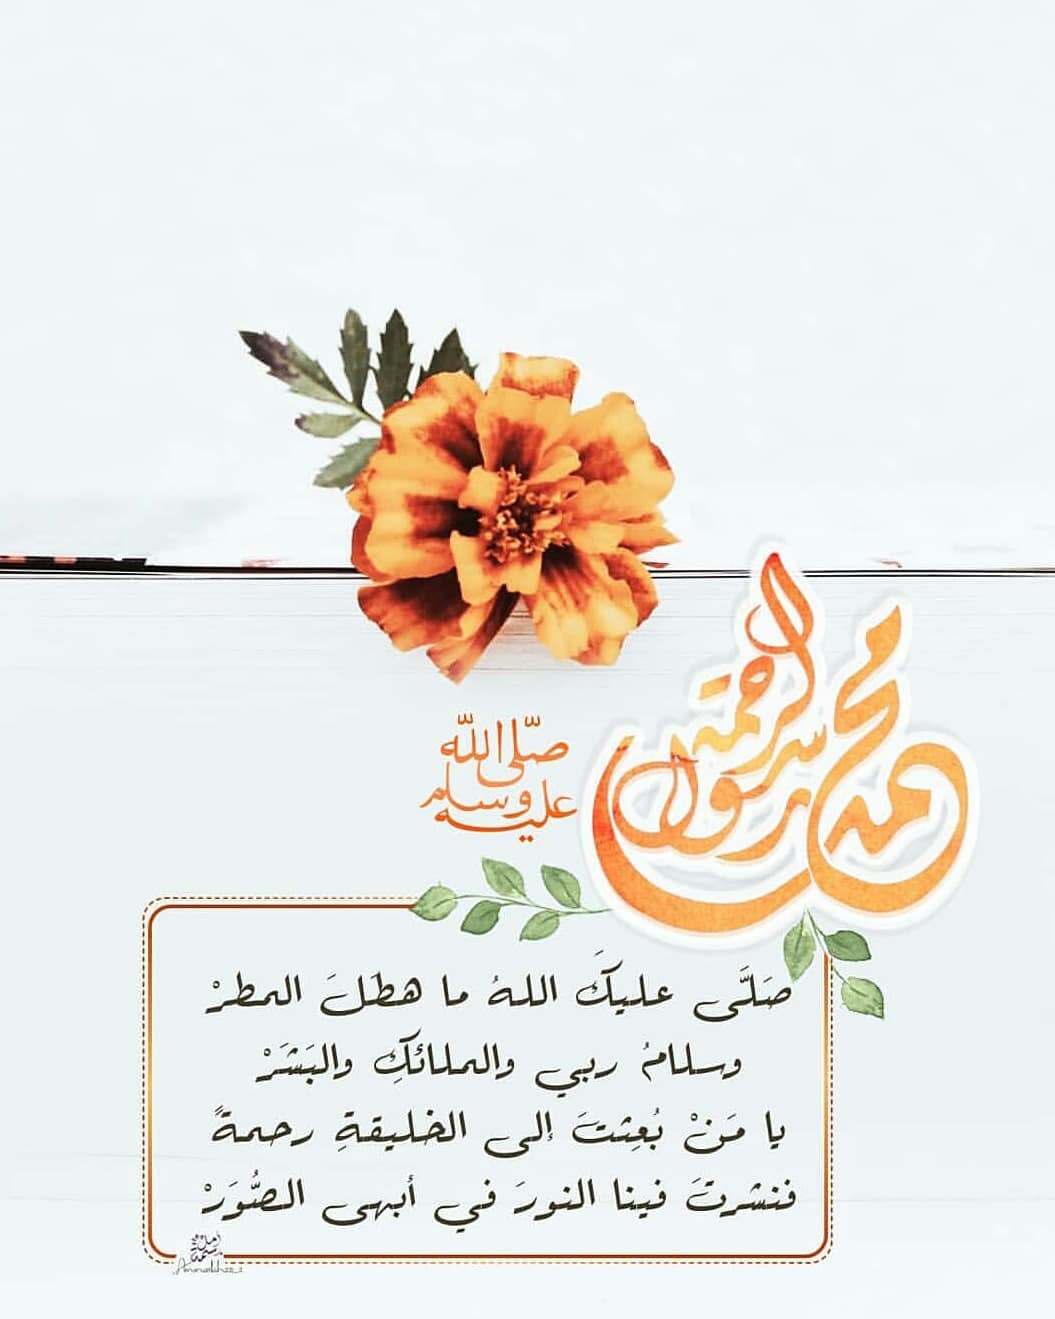 محمد رسول الرحمة
صلّى الله
عليه وسلم
صَلَّى عليكَ اللهُ ما هطَلَ المطرْ
وسلامُ ربي والملائكِ والبَشَرْ
يا مَنْ بُعِثتَ إلى الخليقةِ رحمةً
فنشرتَ فينا النورَ في أبهى الصُّوَرْ